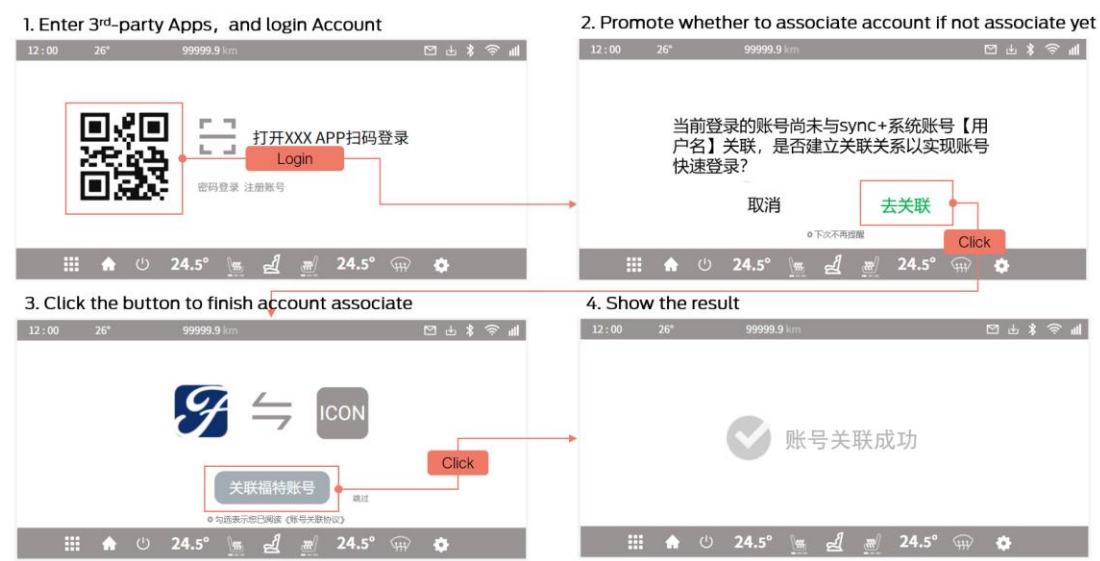 1. Enter 3rd-party Apps，and login Account
12:00 26° 99999.9 km
打开XXX APP扫码登录
Login
密码登录 注册账号
24.5° 24.5°
2. Promote whether to associate account if not associate yet
12:00 26° 99999.9 km
当前登录的账号尚未与sync+系统账号【用
户名】关联，是否建立关联关系以实现账号
快速登录？
取消 去关联
下次不再提醒
Click
24.5° 24.5°
3. Click the button to finish account associate
12:00 26° 99999.9 km
ICON
Click
关联福特账号
跳过
勾选表示您已阅读《账号关联协议》
24.5° 24.5°
4. Show the result
12:00 26° 99999.9 km
账号关联成功
24.5° 24.5°